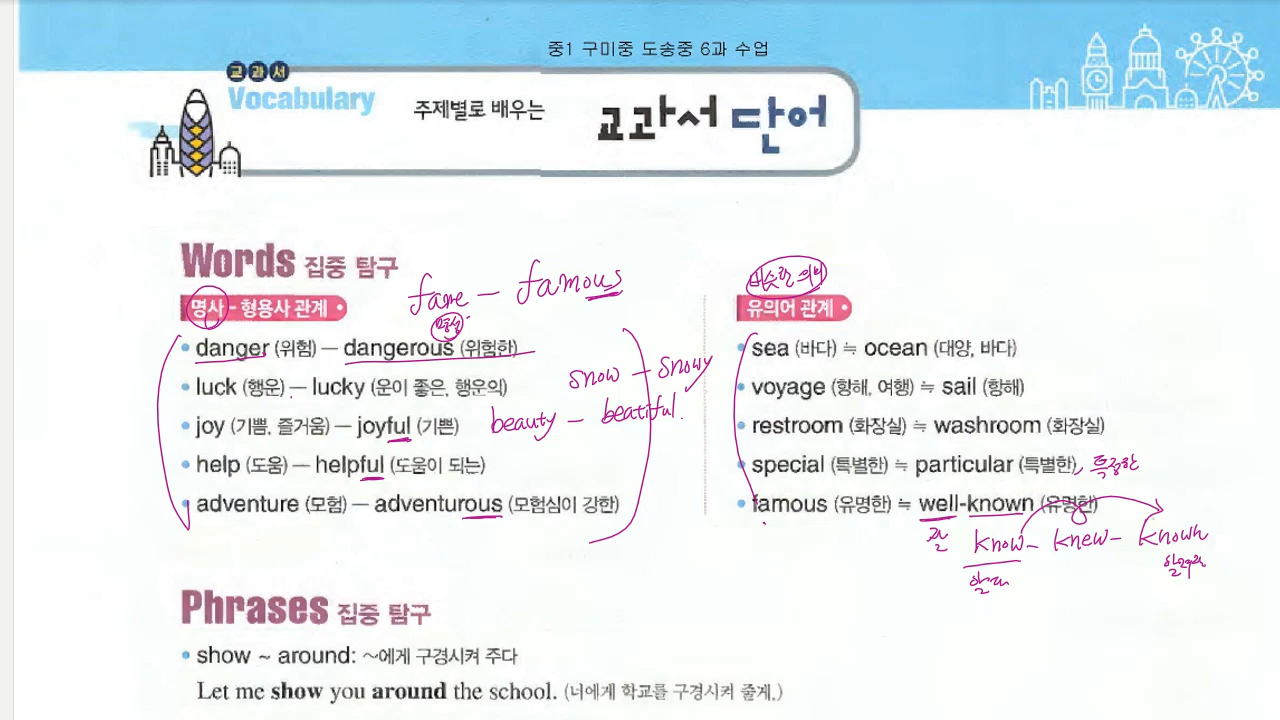 중1 구미중 도송중 6과 수업
교과서
Vocabulary
주제별로 배우는 교과서 단어
Words 집중 탐구
fame – famous
명성
명사 – 형용사 관계
danger (위험) — dangerous (위험한)
luck (행운) — lucky (운이 좋은, 행운의)
snow – snowy
joy (기쁨, 즐거움) — joyful (기쁜)
beauty – beatiful.
help (도움) — helpful (도움이 되는)
adventure (모험) — adventurous (모험심이 강한)
비슷한 의미
유의어 관계
sea (바다) ≒ ocean (대양, 바다)
voyage (항해, 여행) ≒ sail (항해)
restroom (화장실) ≒ washroom (화장실)
special (특별한) ≒ particular (특별한), 특정한
famous (유명한) ≒ well-known (유명한)
잘 know – knew – known
알다
Phrases 집중 탐구
show ~ around: ~에게 구경시켜 주다
Let me show you around the school. (너에게 학교를 구경시켜 줄게.)